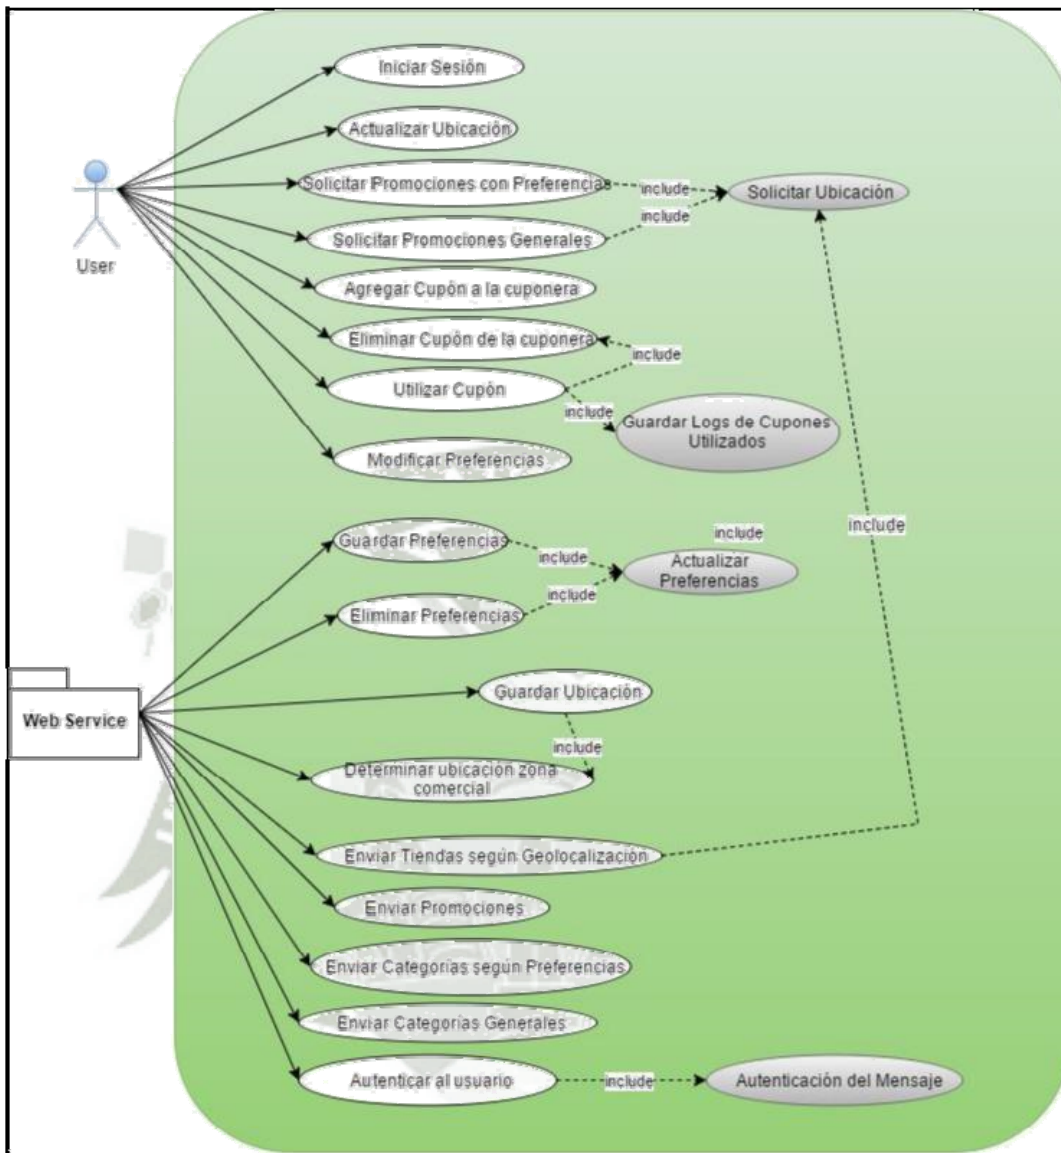 Iniciar Sesión
Actualizar Ubicación
Solicitar Promociones con Preferencias
include
Solicitar Ubicación
include
Solicitar Promociones Generales
User
Agregar Cupón a la cuponera
Eliminar Cupón de la cuponera
include
Utilizar Cupón
include
Guardar Logs de Cupones
Utilizados
Modificar Preferencias
include
Guardar Preferencias
include
include
Actualizar
Preferencias
include
Eliminar Preferencias
Guardar Ubicación
Web Service
include
Determinar ubicación zona
comercial
Enviar Tiendas según Geolocalización
Enviar Promociones
Enviar Categorías según Preferencias
Enviar Categorías Generales
Autenticar al usuario
include
Autenticación del Mensaje